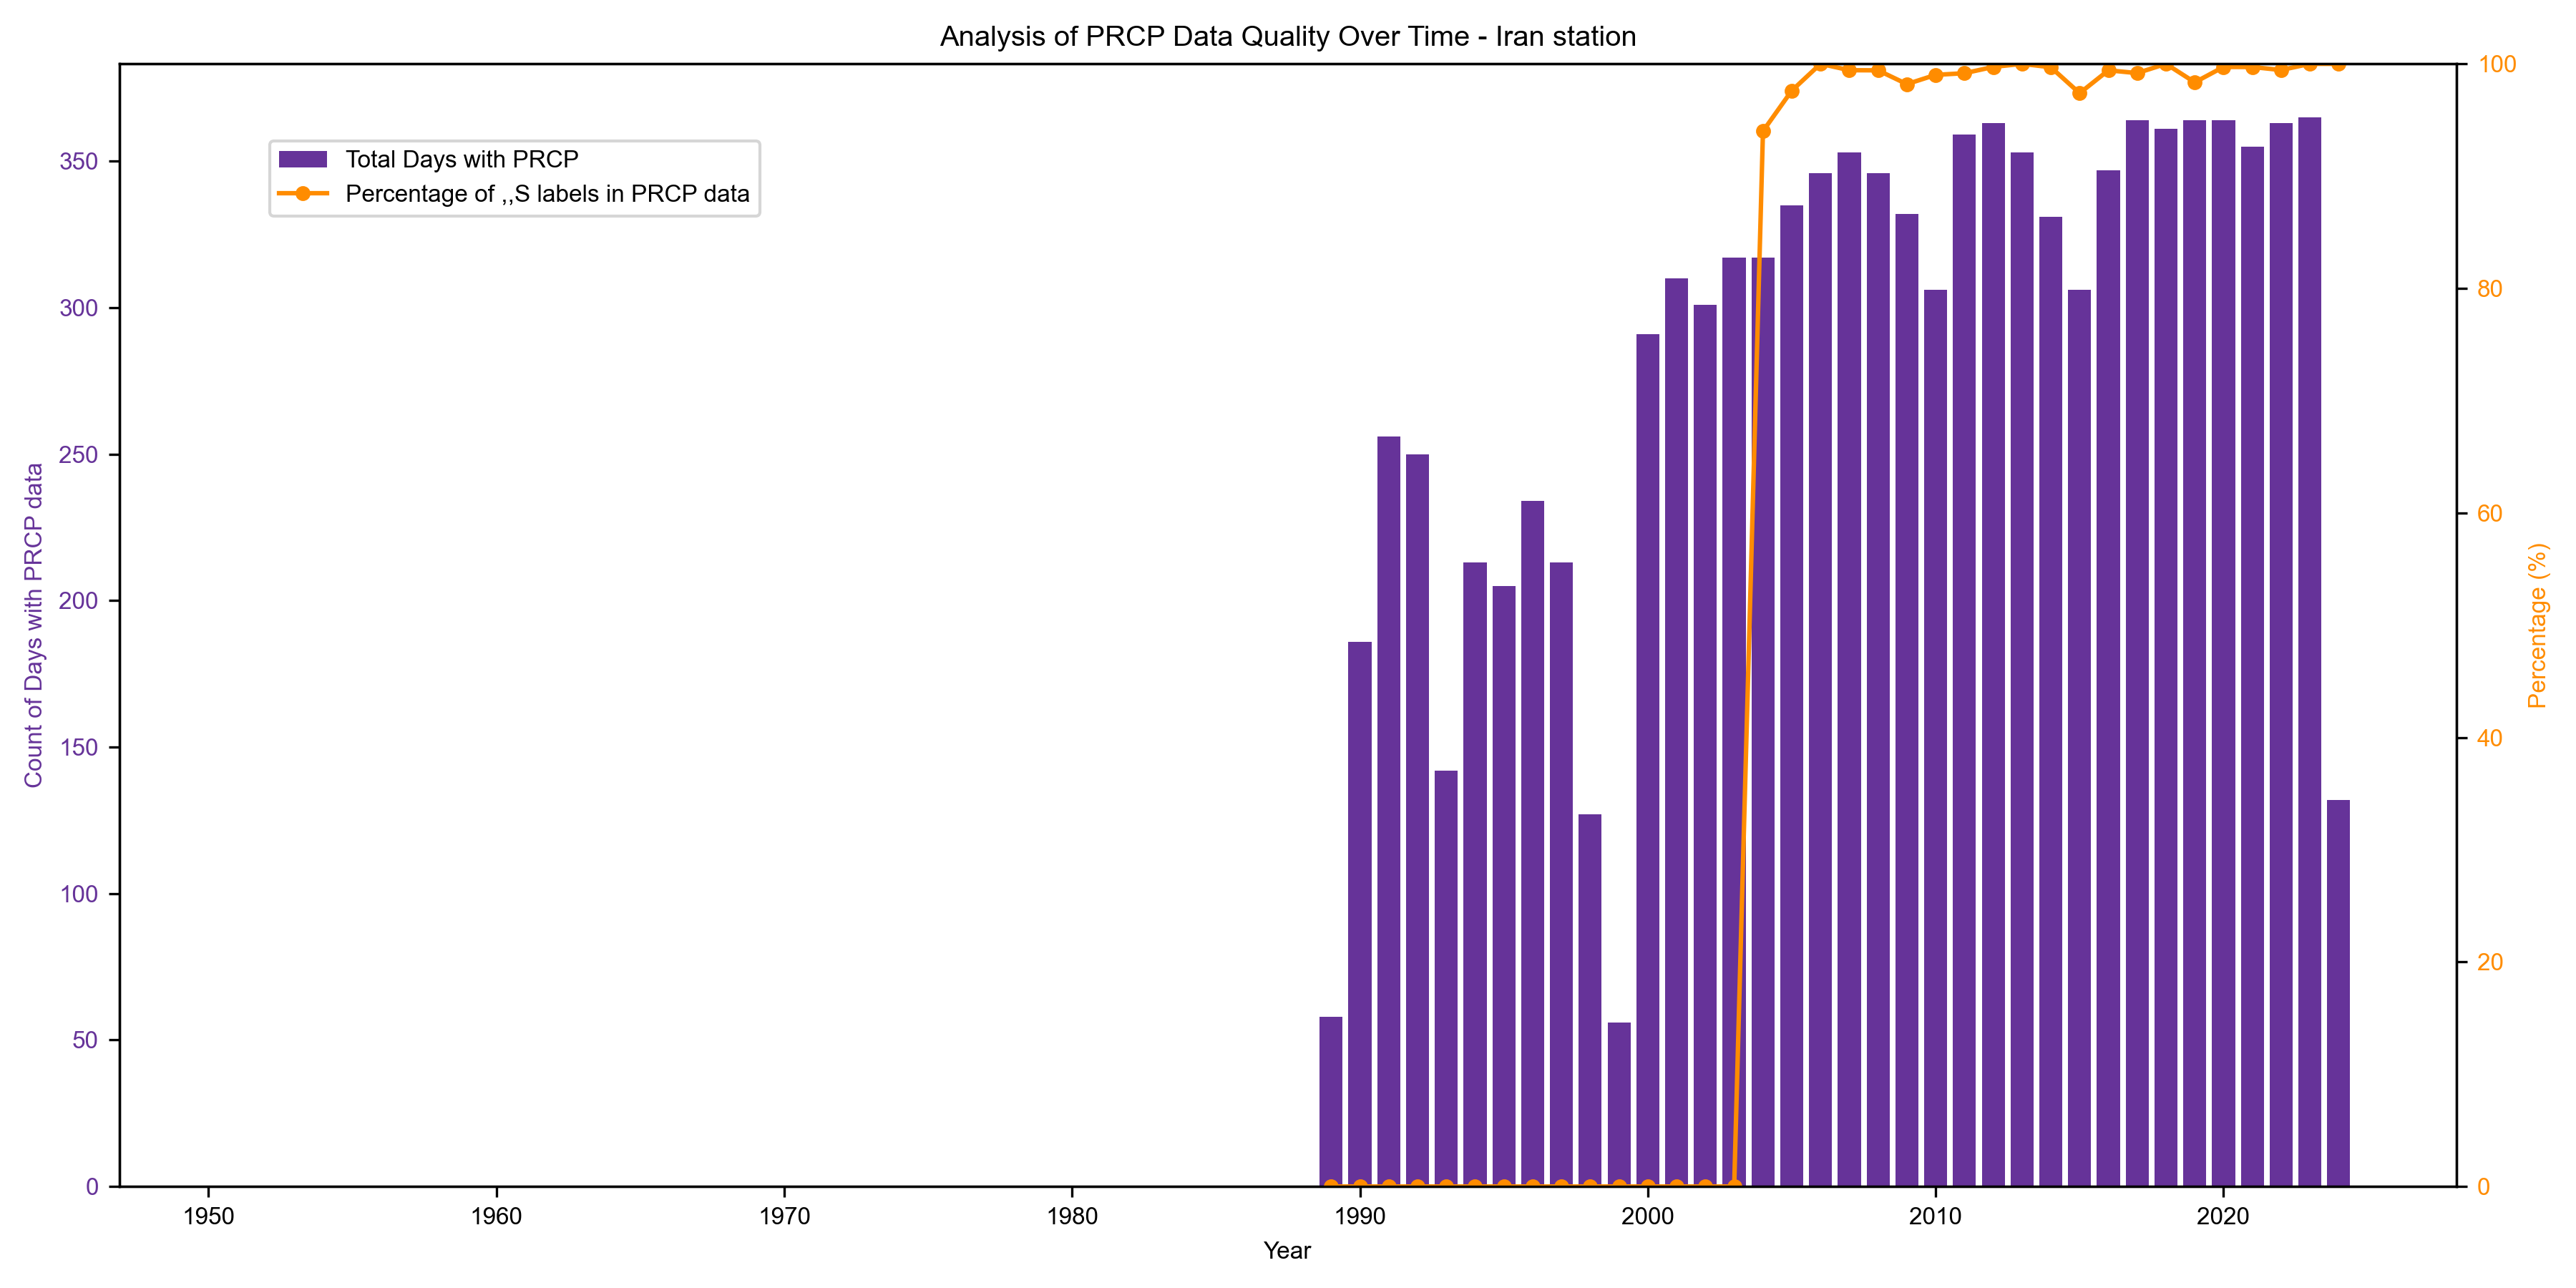 Analysis of PRCP Data Quality Over Time - Iran station
Total Days with PRCP
Percentage of ,,S labels in PRCP data
Count of Days with PRCP data
350
300
250
200
150
100
50
0
100
80
60
40
20
0
Percentage (%)
1950 1960 1970 1980 1990 2000 2010 2020
Year